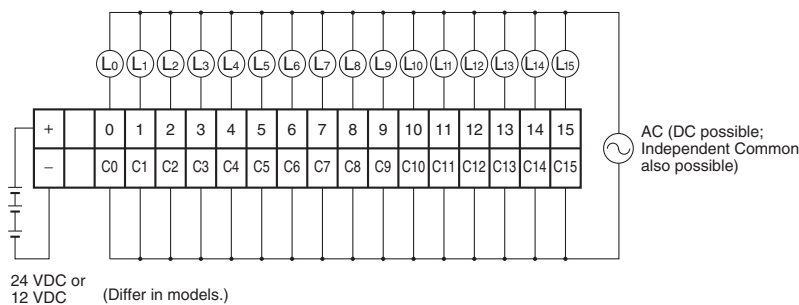 L0 L1 L2 L3 L4 L5 L6 L7 L8 L9 L10 L11 L12 L13 L14 L15
+ 0 1 2 3 4 5 6 7 8 9 10 11 12 13 14 15
− C0 C1 C2 C3 C4 C5 C6 C7 C8 C9 C10 C11 C12 C13 C14 C15
AC (DC possible;
Independent Common
also possible)
24 VDC or
12 VDC
(Differ in models.)